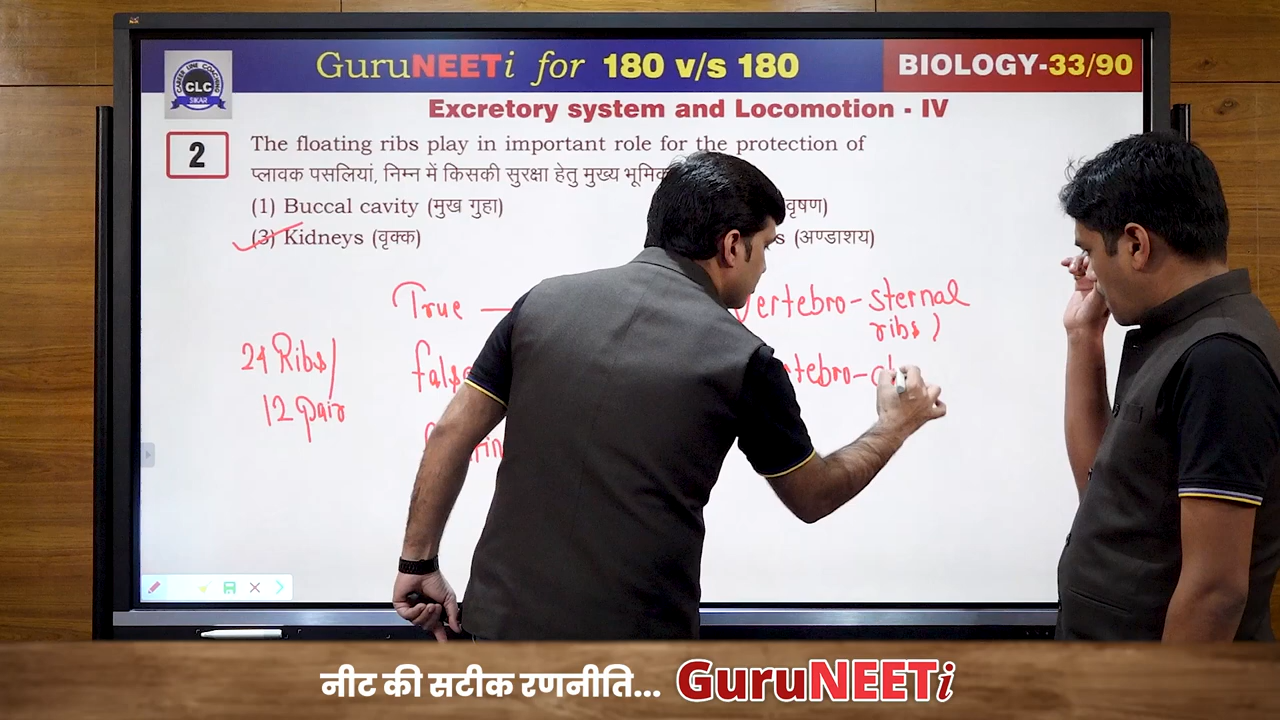 CAREER LINE COACHING
CLC
SIKAR
GuruNEETi for 180 v/s 180
BIOLOGY-33/90
Excretory system and Locomotion - IV
2
The floating ribs play in important role for the protection of
प्लावक पसलियां, निम्न में किसकी सुरक्षा हेतु मुख्य
(1) Buccal cavity (मुख गुहा)
वृषण)
(3) Kidneys (वृक्क)
(अण्डाशय)
True — Vertebro-sternal
ribs)
24 Ribs/
12 pair
नीट की सटीक रणनीति... GuruNEETi